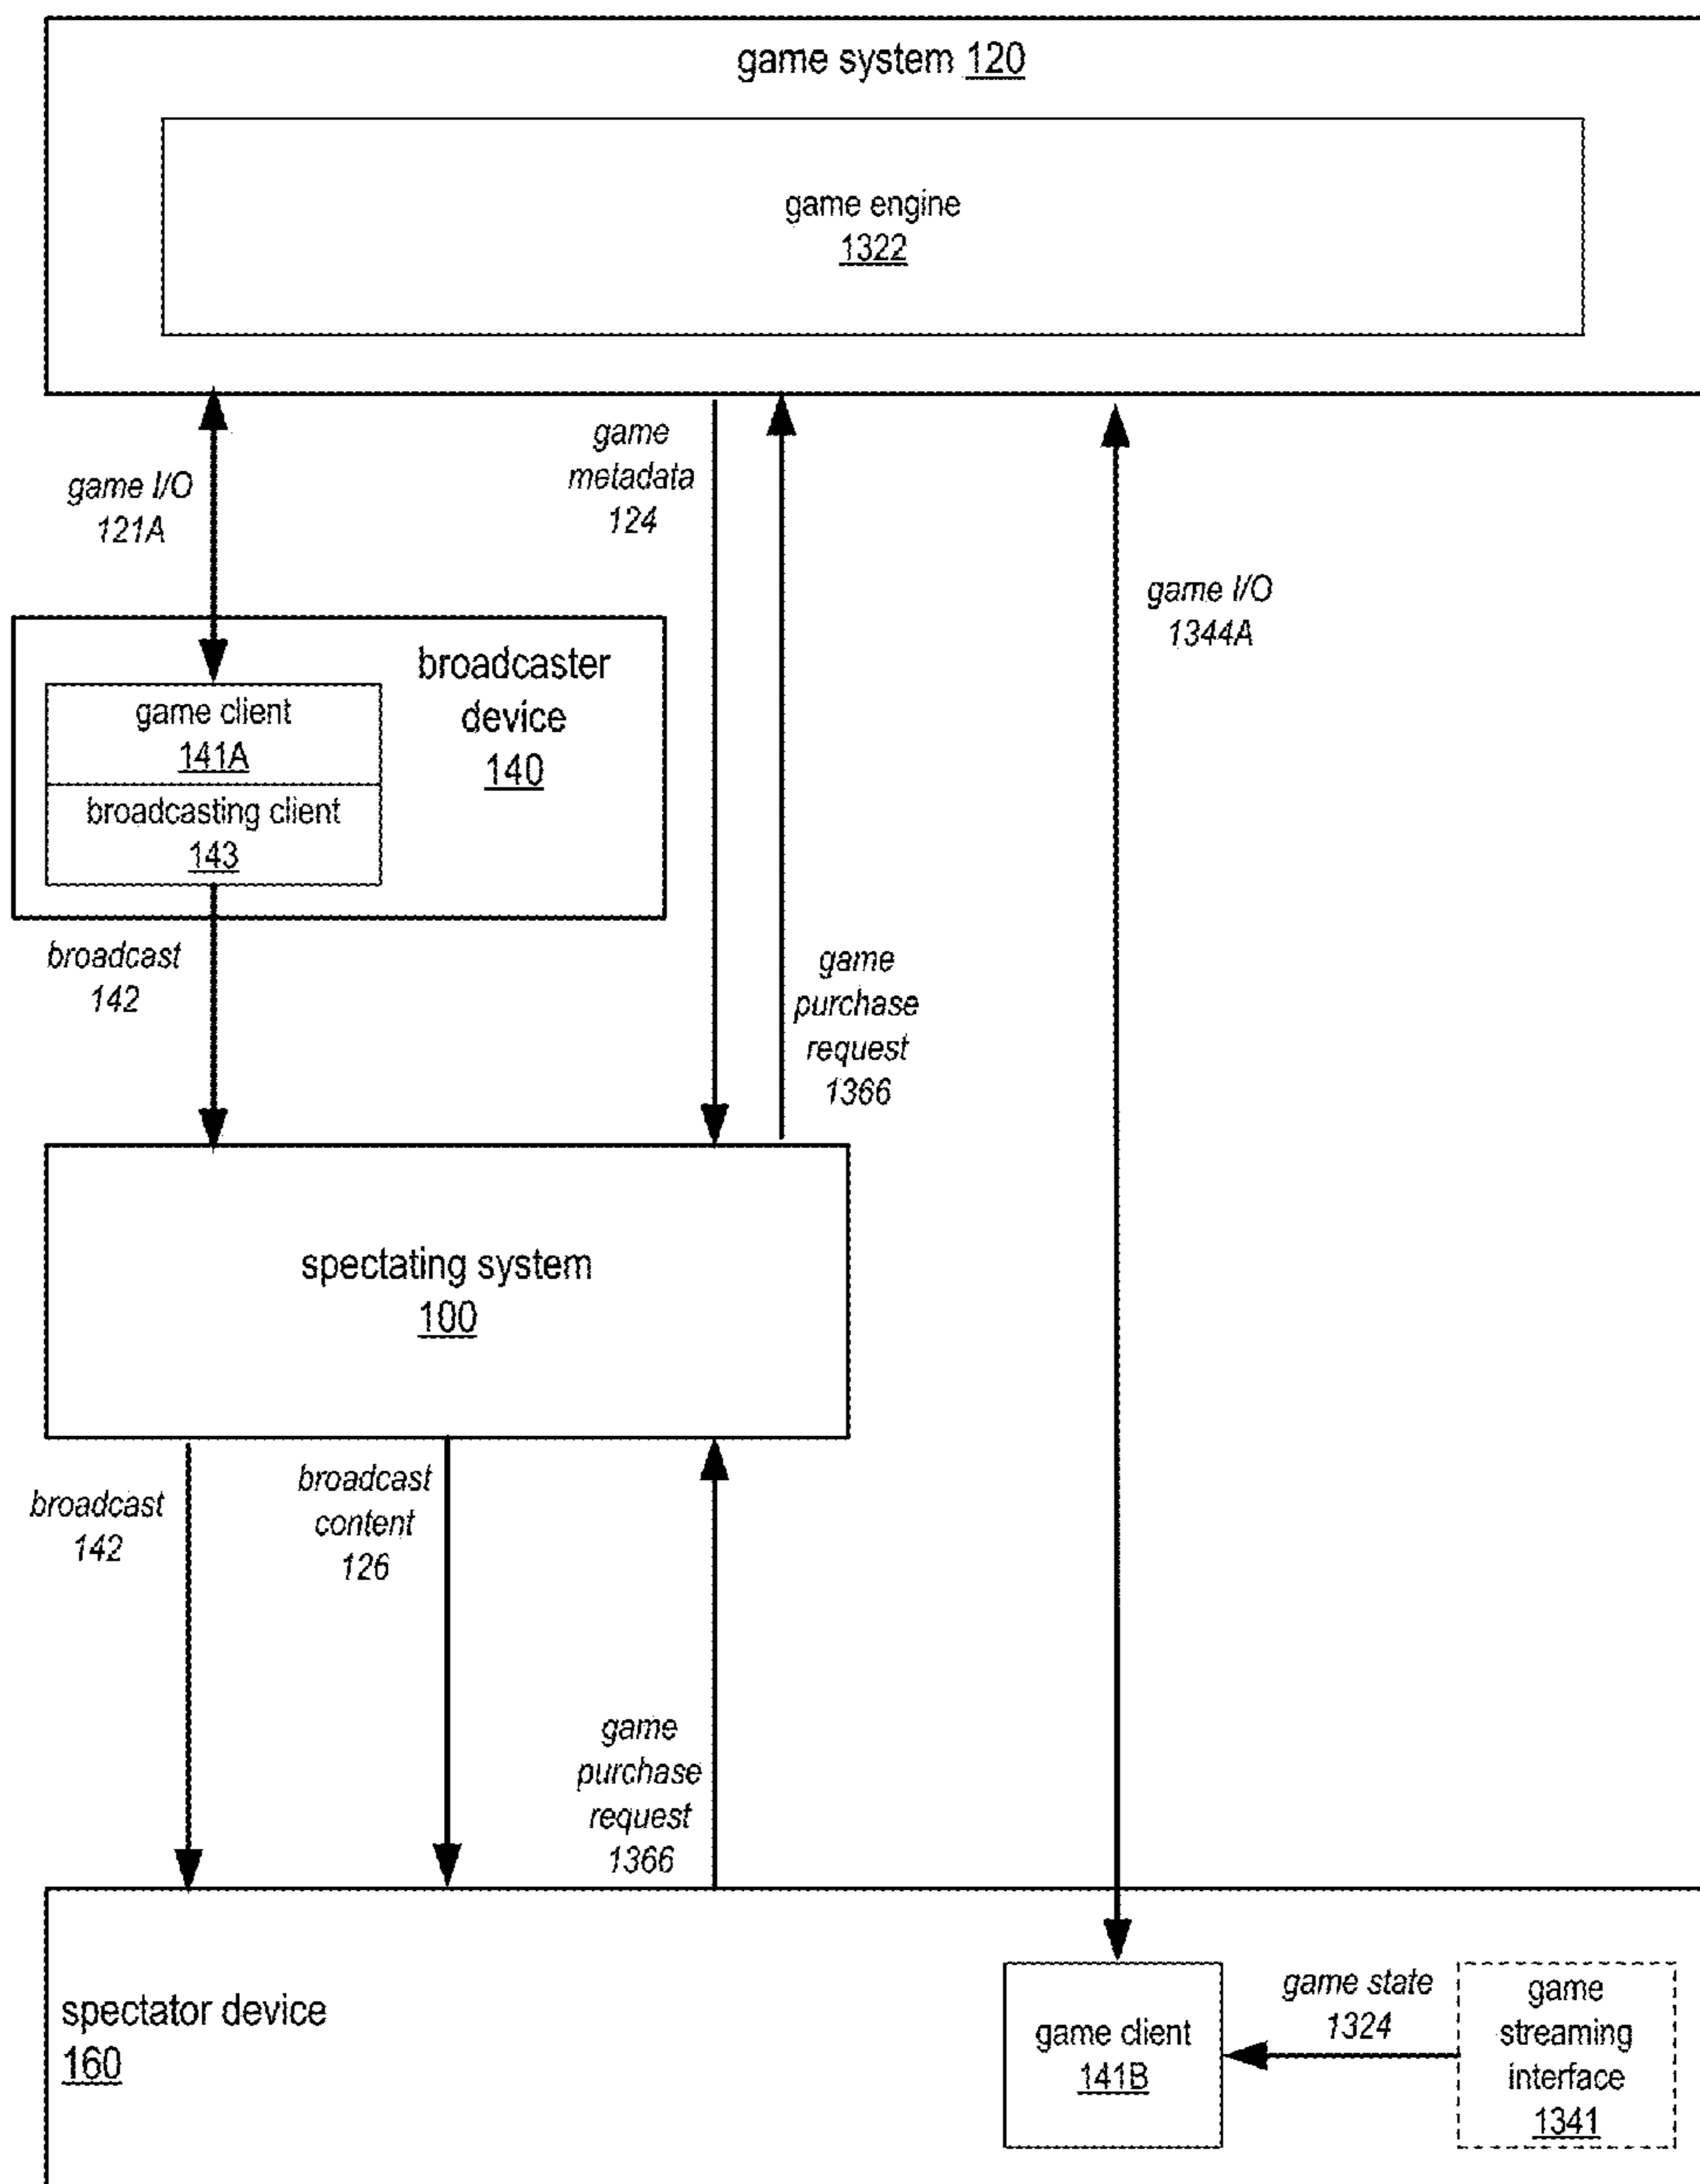 game system 120
game engine
1322
game I/O
121A
game
metadata
124
game I/O
1344A
broadcaster
device
140
game client
141A
broadcasting client
143
broadcast
142
game
purchase
request
1366
spectating system
100
broadcast
142
broadcast
content
126
game
purchase
request
1366
spectator device
160
game client
141B
game state
1324
game
streaming
interface
1341